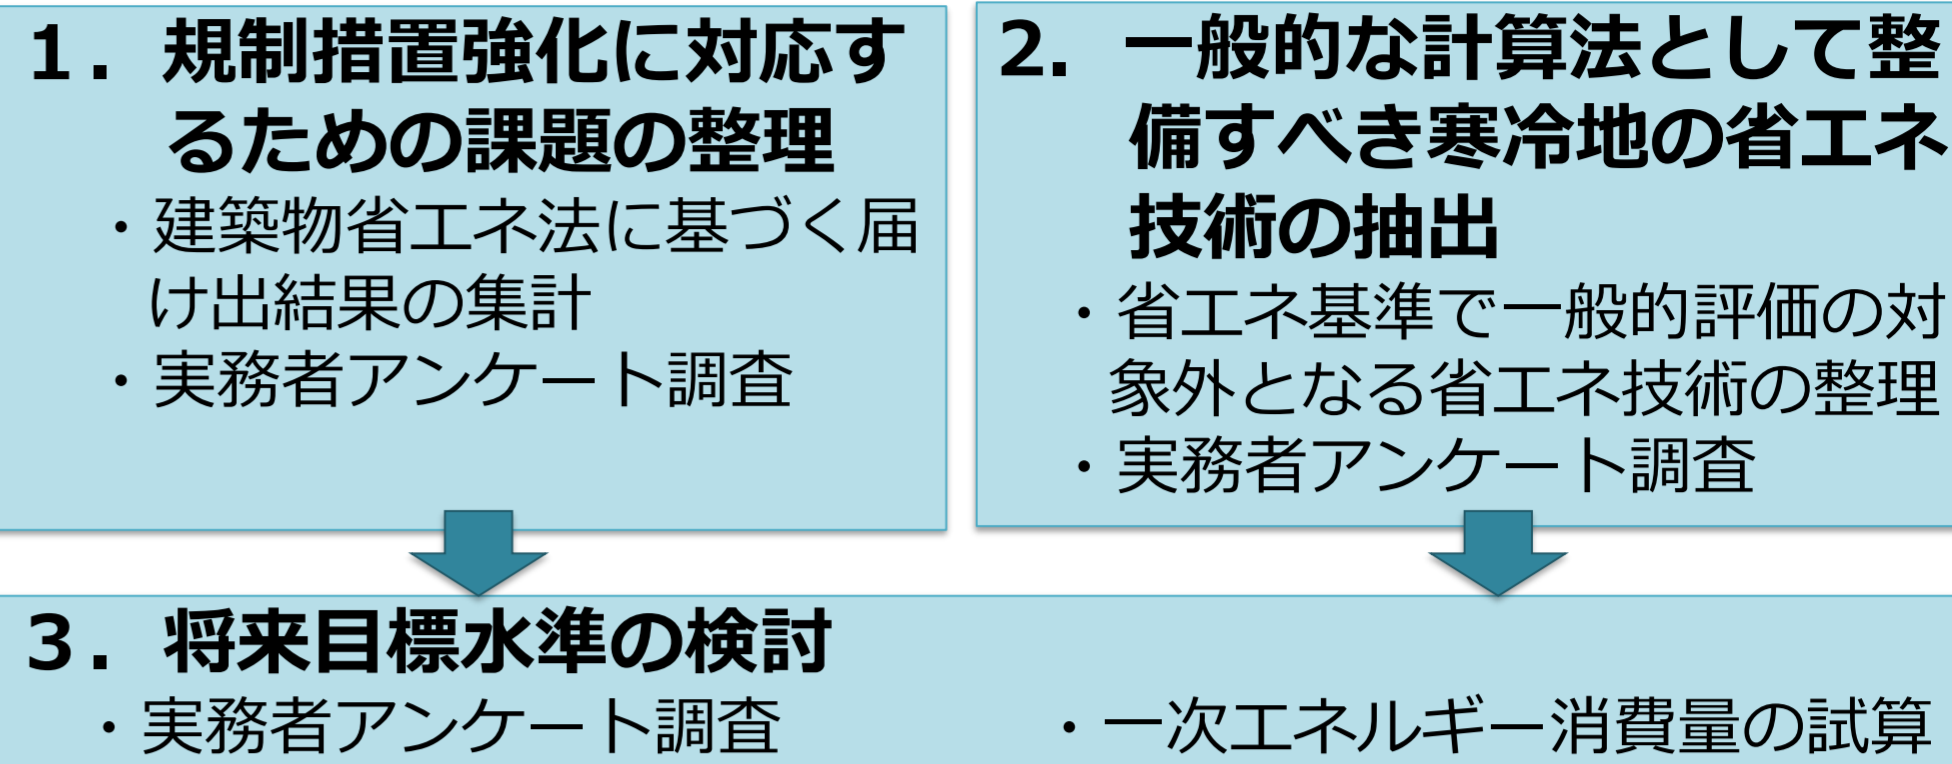 １．規制措置強化に対応す
るための課題の整理
・建築物省エネ法に基づく届
け出結果の集計
・実務者アンケート調査
2. 一般的な計算法として整
備すべき寒冷地の省エネ
技術の抽出
・省エネ基準で一般的評価の対
象外となる省エネ技術の整理
・実務者アンケート調査
３．将来目標水準の検討
・実務者アンケート調査
・一次エネルギー消費量の試算